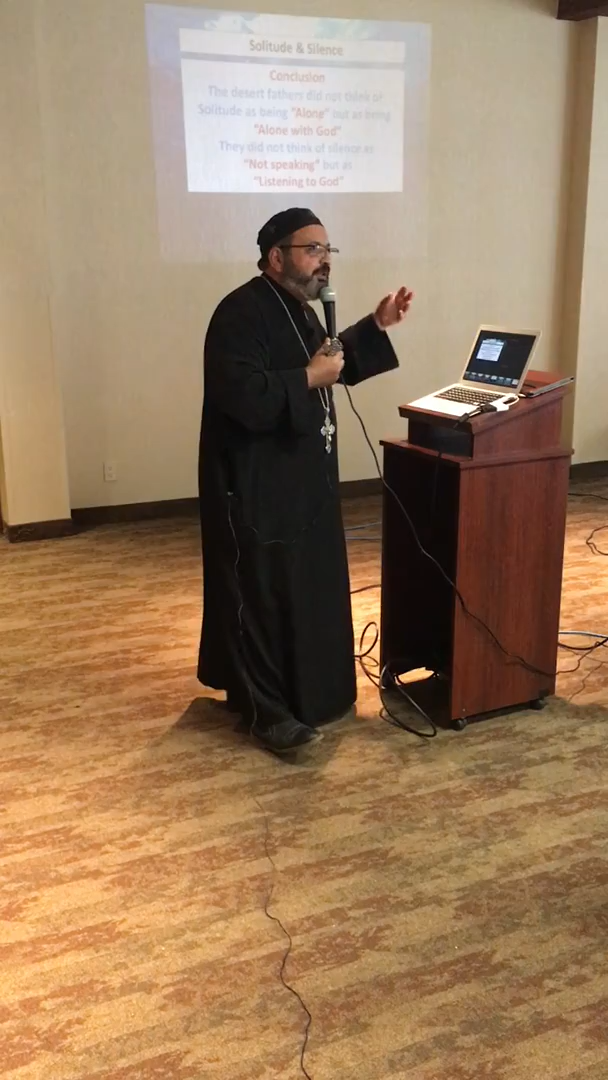 Solitude & Silence
Conclusion
The desert fathers did not think of
Solitude as being "Alone" but as being
"Alone with God"
They did not think of silence as
"Not speaking" but as
"Listening to God"